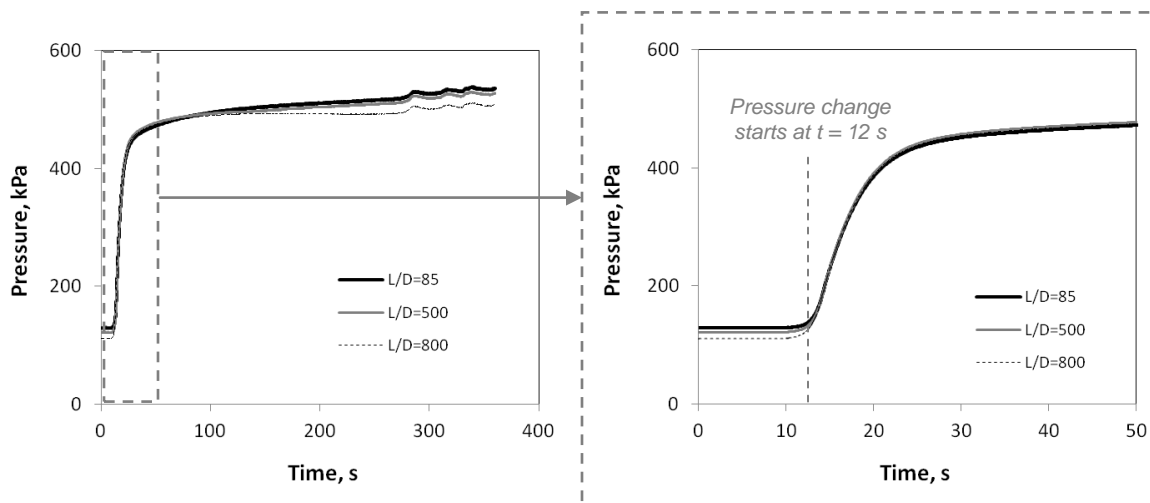 600
400
200
0
Pressure, kPa
L/D=85
L/D=500
L/D=800
0 100 200 300 400
Time, s
600
400
200
0
Pressure, kPa
Pressure change
starts at t = 12 s
L/D=85
L/D=500
L/D=800
0 10 20 30 40 50
Time, s